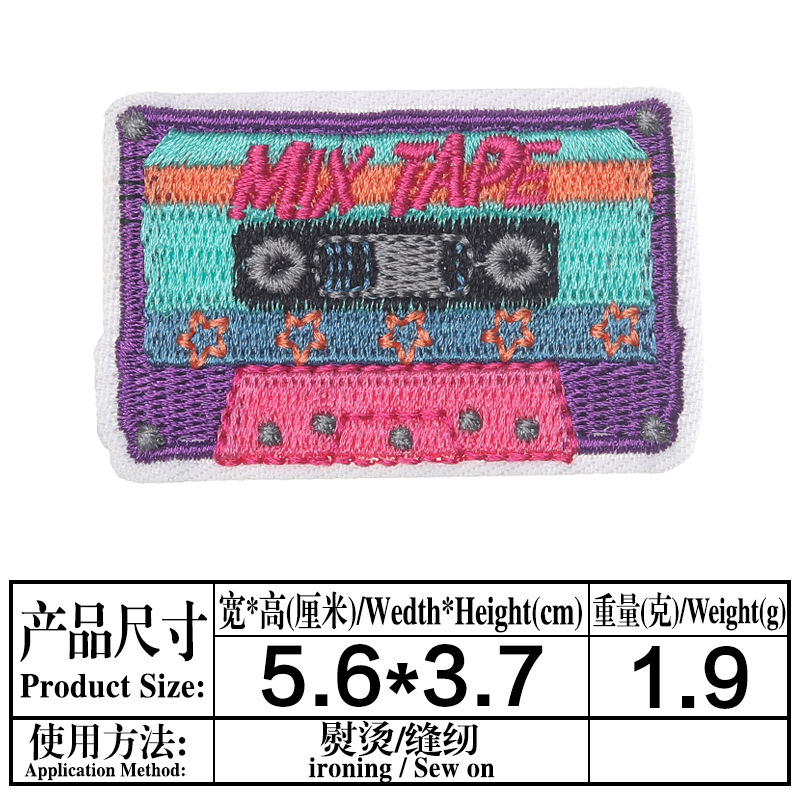 MIX TAPE
产品尺寸
Product Size:
宽*高(厘米)/Wedth*Height(cm)
重量(克)/Weight(g)
5.6*3.7
1.9
使用方法:
Application Method:
熨烫/缝纫
ironing / Sew on